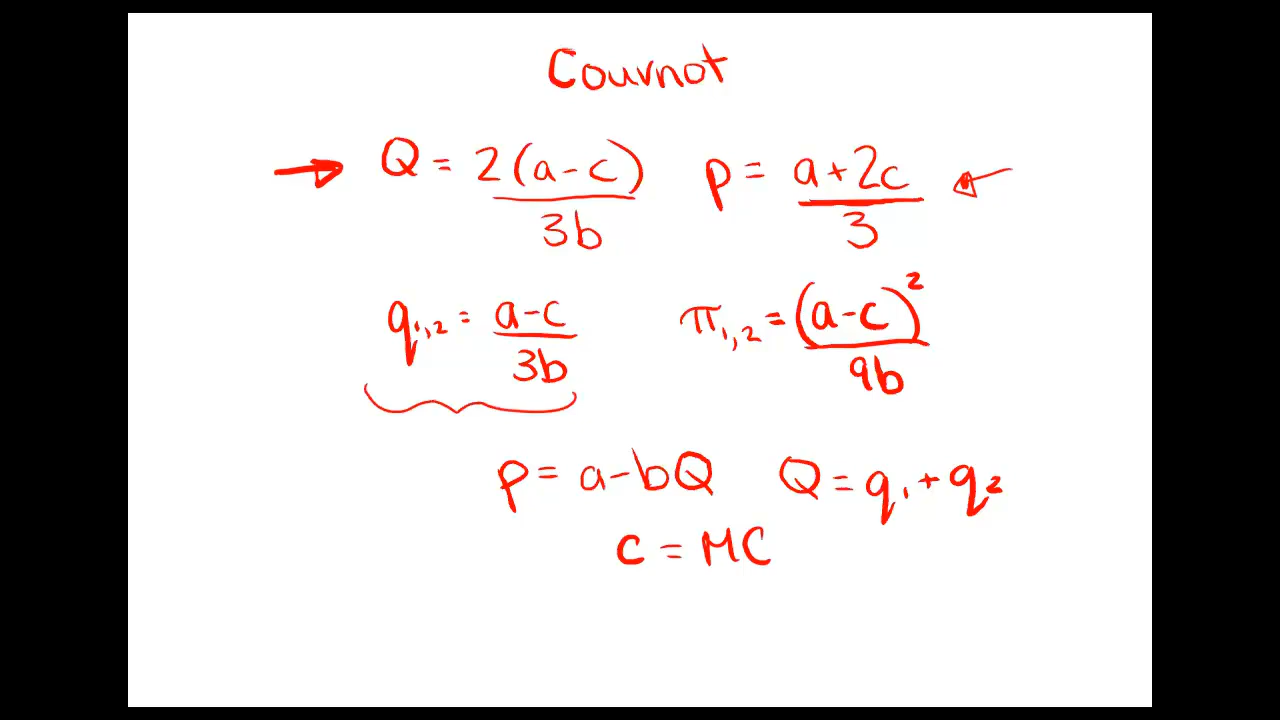 Cournot
Q = 2(a-c)/3b p = a+2c/3
q1,2 = a-c/3b π1,2 = (a-c)²/9b
p = a-bQ Q = q1+q2
c = MC